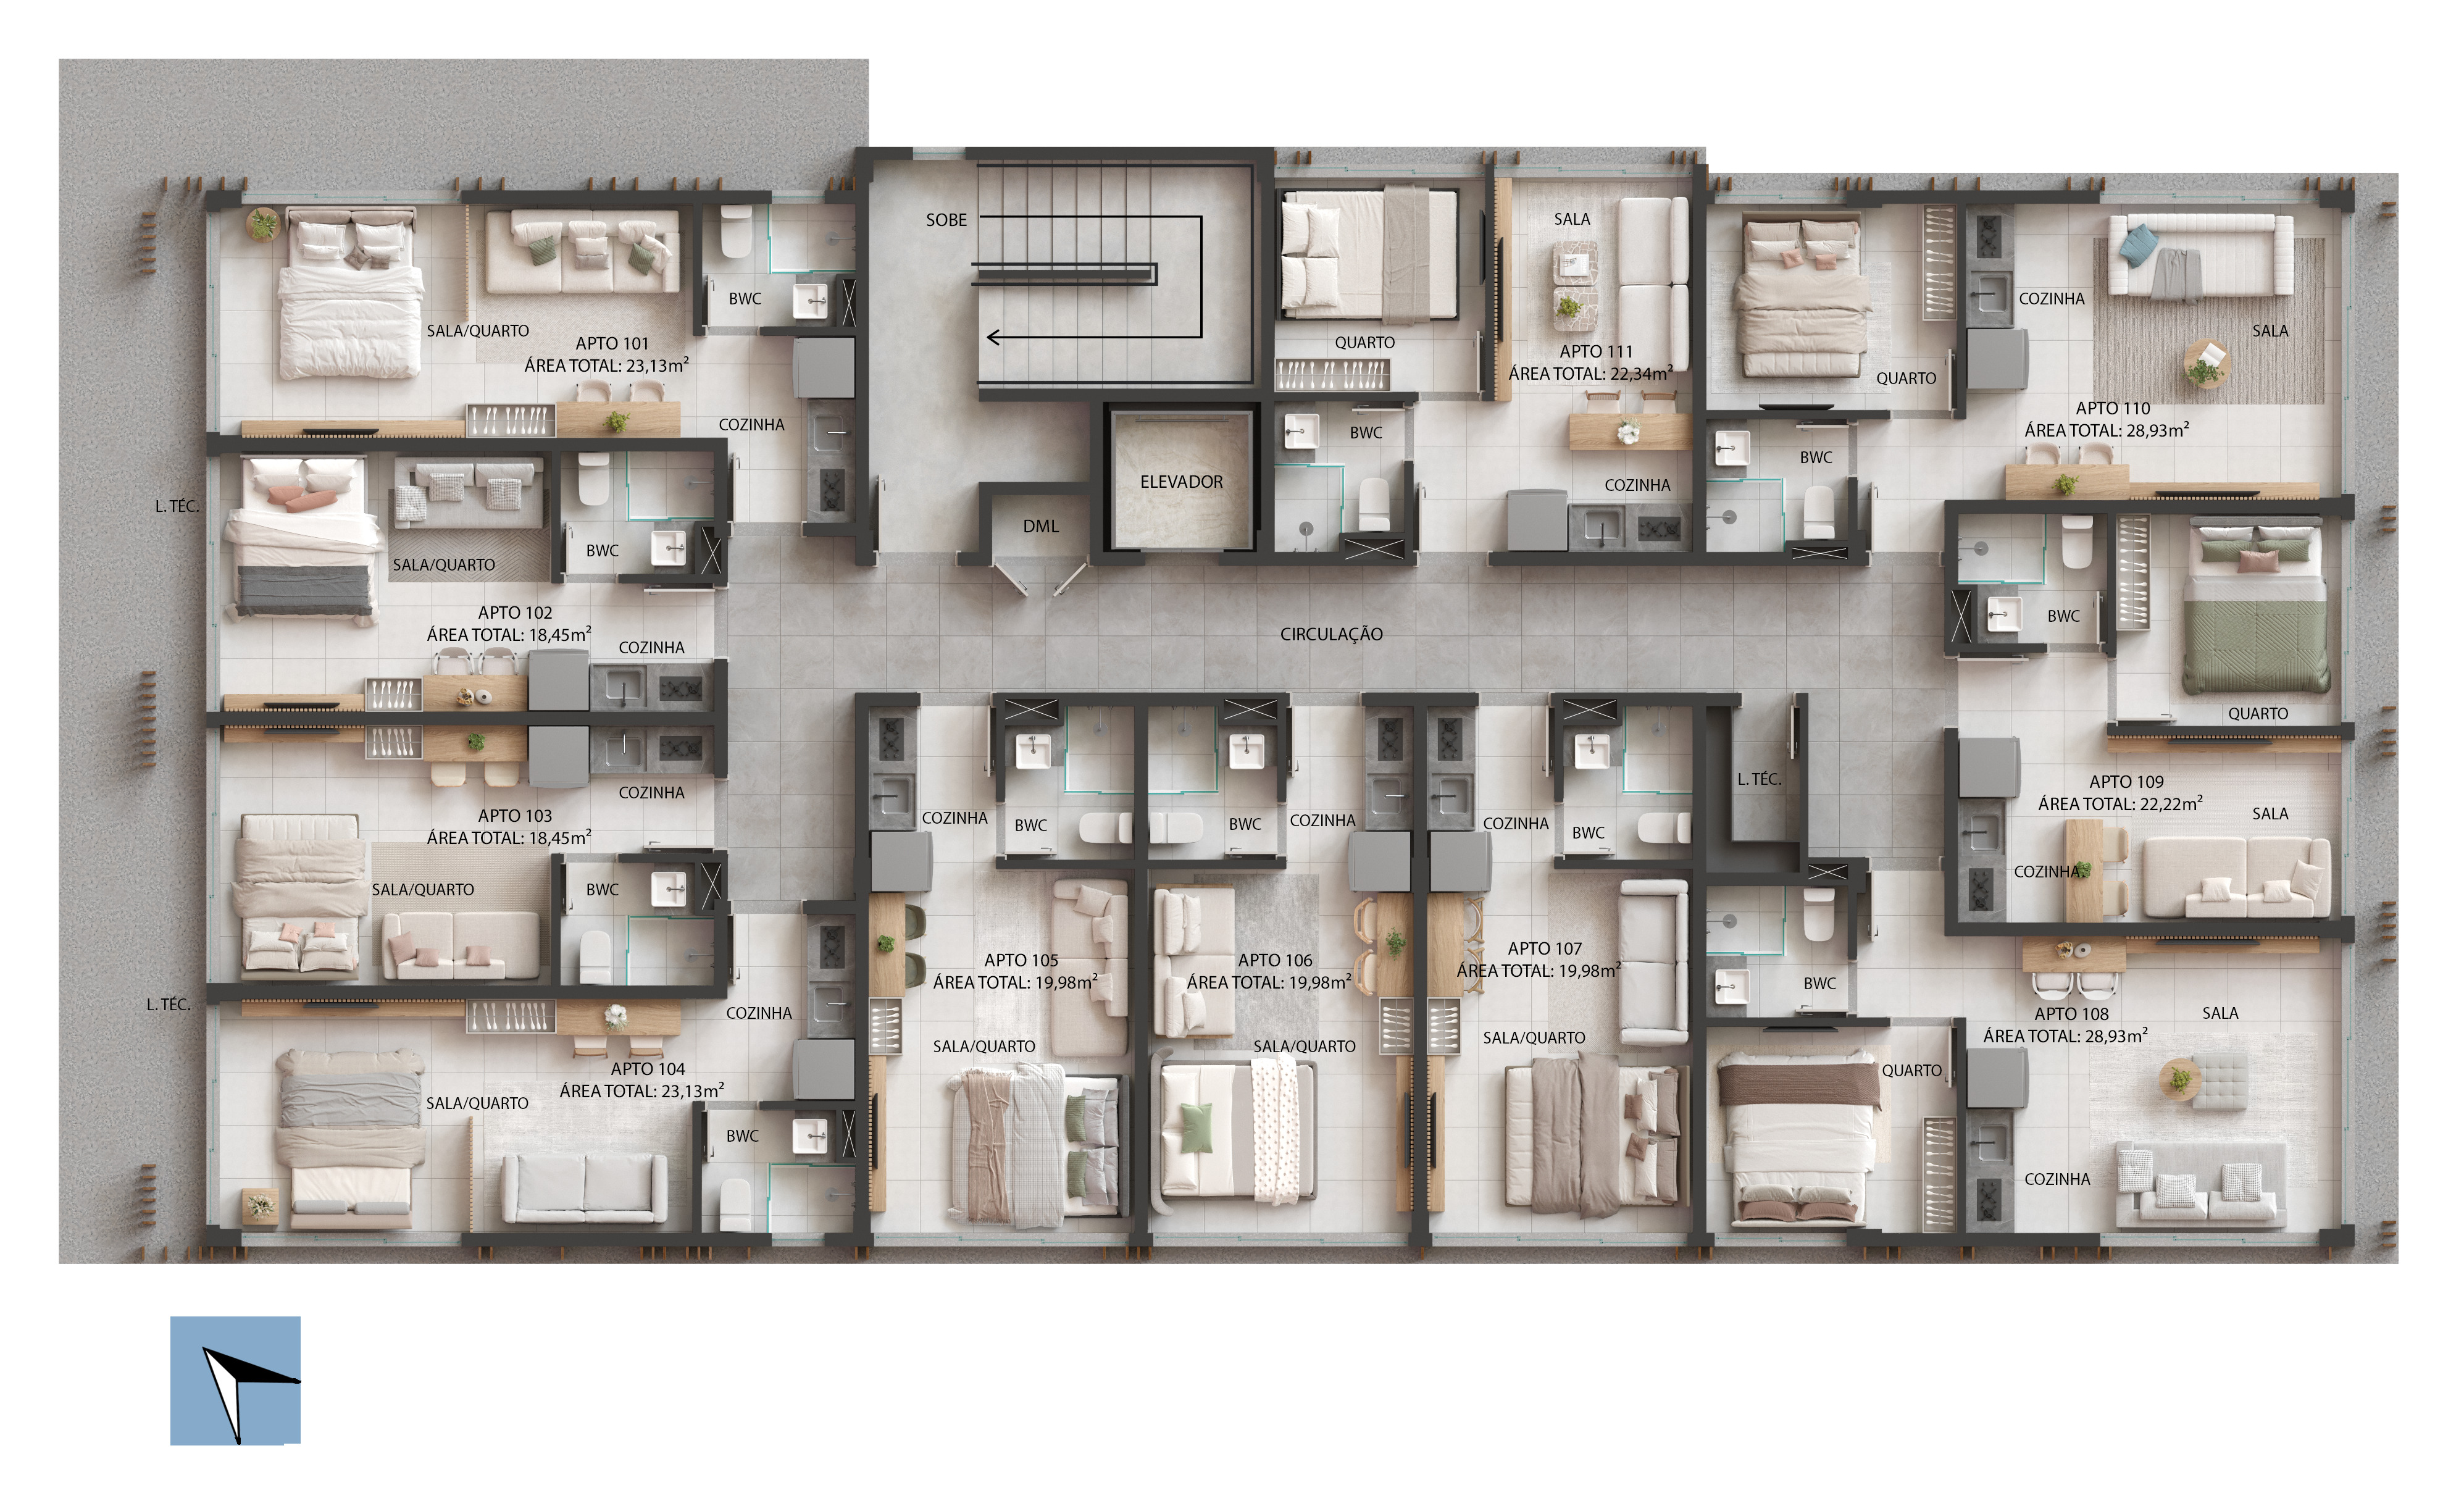 SOBE
SALA
BWC
COZINHA
SALA/QUARTO
SALA
APTO 101
ÁREA TOTAL: 23,13m²
QUARTO
APTO 111
ÁREA TOTAL: 22,34m²
QUARTO
APTO 110
ÁREA TOTAL: 28,93m²
COZINHA
BWC
BWC
ELEVADOR
COZINHA
L. TÉC.
DML
BWC
SALA/QUARTO
APTO 102
ÁREA TOTAL: 18,45m²
COZINHA
CIRCULAÇÃO
BWC
QUARTO
COZINHA
L. TÉC.
APTO 109
ÁREA TOTAL: 22,22m²
SALA
APTO 103
ÁREA TOTAL: 18,45m²
COZINHA
BWC
BWC
COZINHA
COZINHA
BWC
COZINHA
SALA/QUARTO
BWC
APTO 105
ÁREA TOTAL: 19,98m²
APTO 106
ÁREA TOTAL: 19,98m²
APTO 107
ÁREA TOTAL: 19,98m²
BWC
L. TÉC.
COZINHA
APTO 108
ÁREA TOTAL: 28,93m²
SALA
SALA/QUARTO
SALA/QUARTO
SALA/QUARTO
APTO 104
ÁREA TOTAL: 23,13m²
QUARTO
SALA/QUARTO
BWC
COZINHA